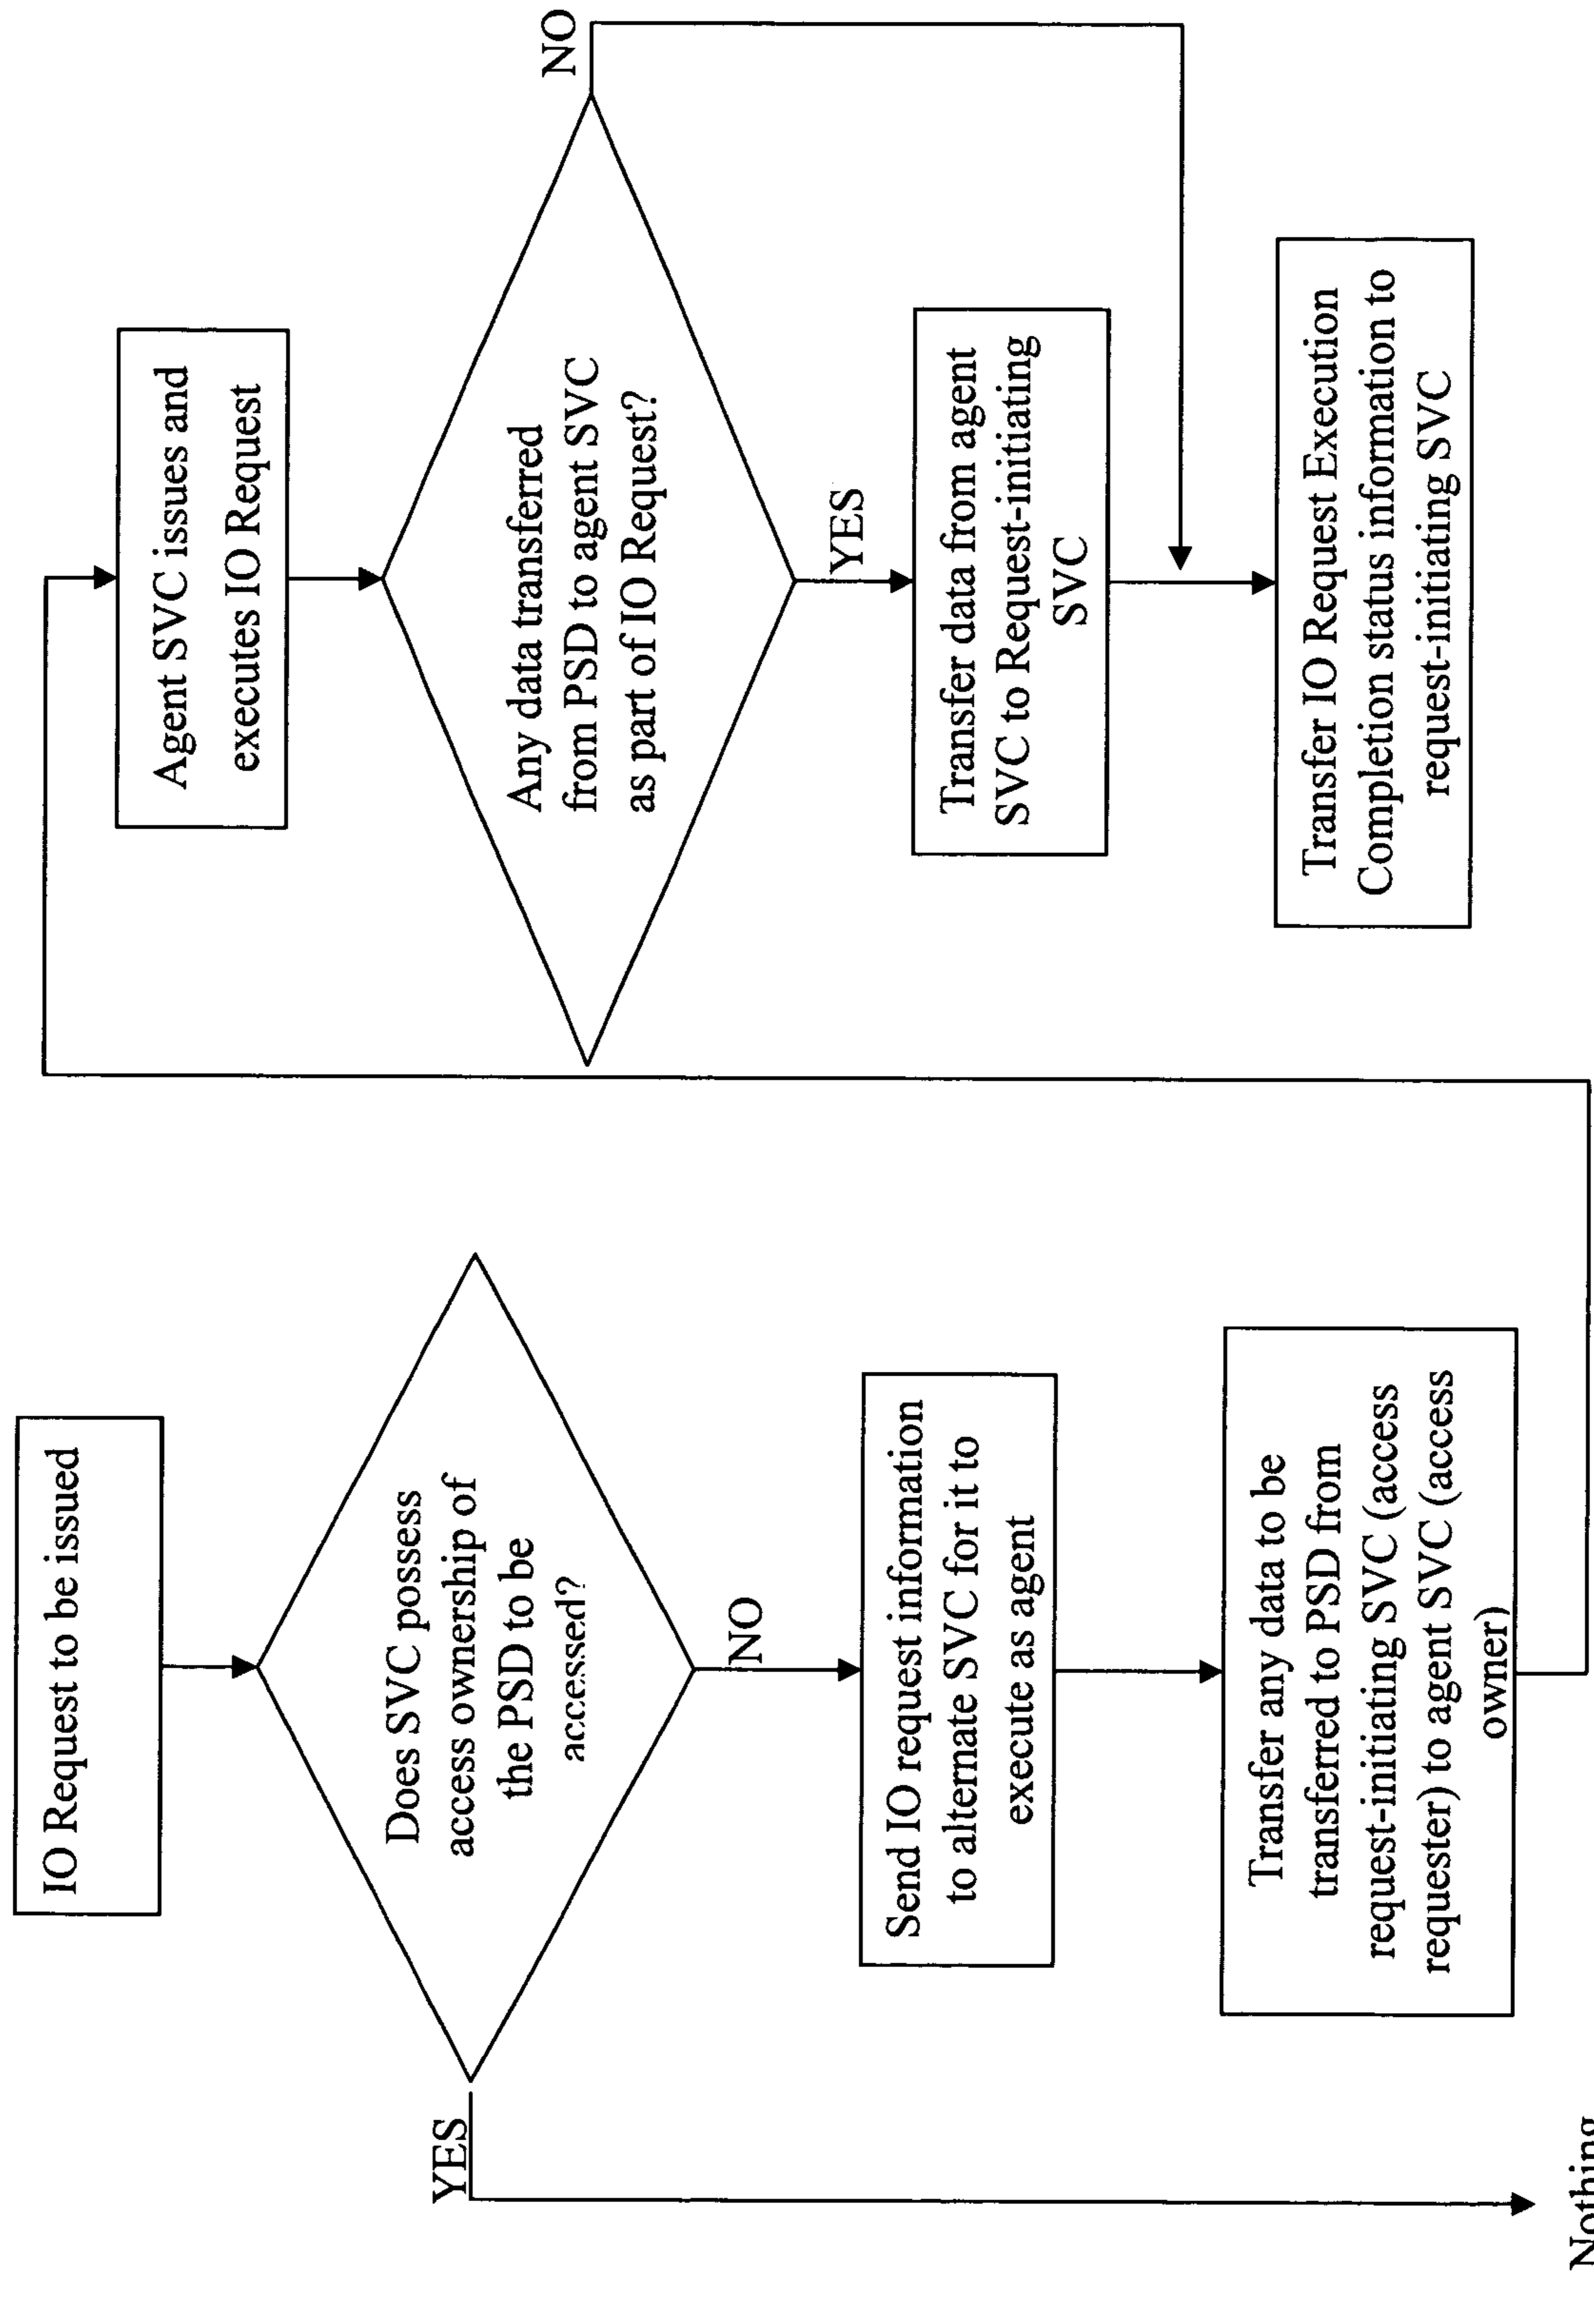 IO Request to be issued
Does SVC possess
access ownership of
the PSD to be
accessed?
YES
Nothing
NO
Send IO request information
to alternate SVC for it to
execute as agent
Transfer any data to be
transferred to PSD from
request-initiating SVC (access
requester) to agent SVC (access
owner)
Agent SVC issues and
executes IO Request
Any data transferred
from PSD to agent SVC
as part of IO Request?
NO
YES
Transfer data from agent
SVC to Request-initiating
SVC
Transfer IO Request Execution
Completion status information to
request-initiating SVC